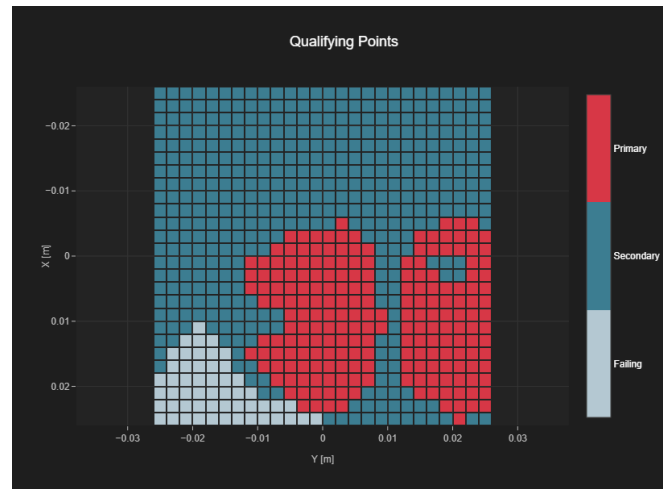 Qualifying Points
−0.02
−0.01
0
0.01
0.02
X [m]
−0.03
−0.02
−0.01
0
0.01
0.02
0.03
Y [m]
Primary
Secondary
Failing